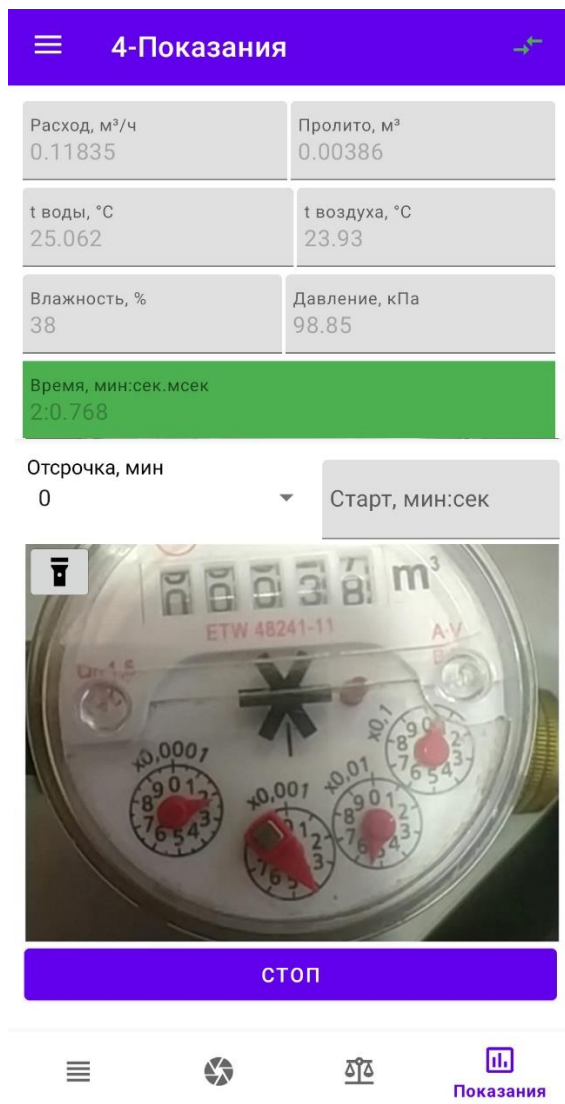 4-Показания
Расход, м³/ч
0.11835
Пролито, м³
0.00386
t воды, °C
25.062
t воздуха, °C
23.93
Влажность, %
38
Давление, кПа
98.85
Время, мин:сек.мсек
2:0.768
Отсрочка, мин
0
Старт, мин:сек
00038 m³
ETW 48241-11
A-V
x0,0001
x0,001
x0,01
x0,1
СТОП
Показания